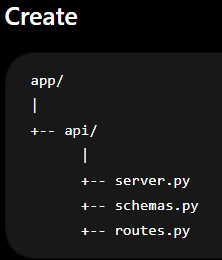 Create
app/
|
+-- api/
|
+-- server.py
+-- schemas.py
+-- routes.py